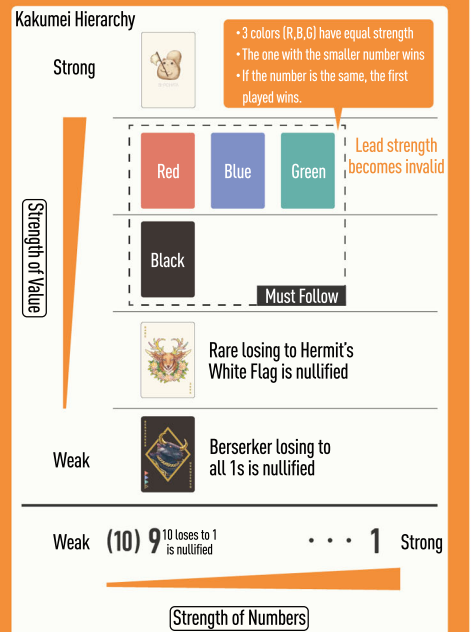 Kakumei Hierarchy
• 3 colors (R,B,G) have equal strength
• The one with the smaller number wins
• If the number is the same, the first
played wins.
Strong
Lead strength
becomes invalid
Red
Blue
Green
Strength of Value
Black
Must Follow
Rare losing to Hermit's
White Flag is nullified
Weak
Berserker losing to
all 1s is nullified
Weak (10) 9 10 loses to 1 · · · 1 Strong
is nullified
Strength of Numbers